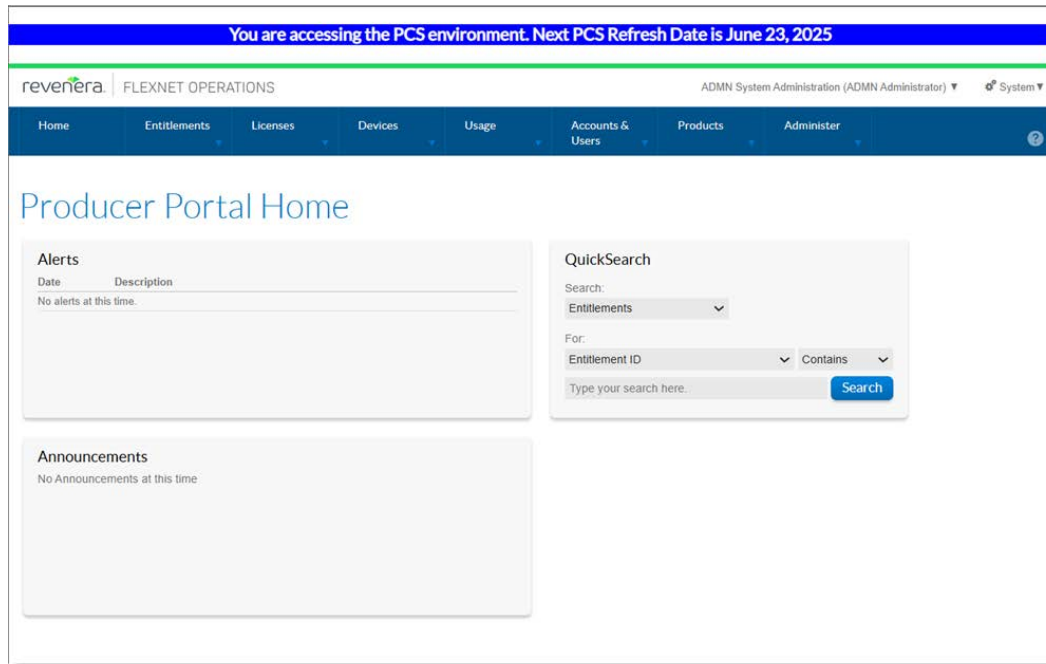 You are accessing the PCS environment. Next PCS Refresh Date is June 23, 2025
revenera. FLEXNET OPERATIONS
ADMN System Administration (ADMN Administrator) ▼ System ▼
Home Entitlements Licenses Devices Usage Accounts & Users Products Administer ?
Producer Portal Home
Alerts
Date Description
No alerts at this time.
QuickSearch
Search:
Entitlements
For:
Entitlement ID Contains
Type your search here. Search
Announcements
No Announcements at this time